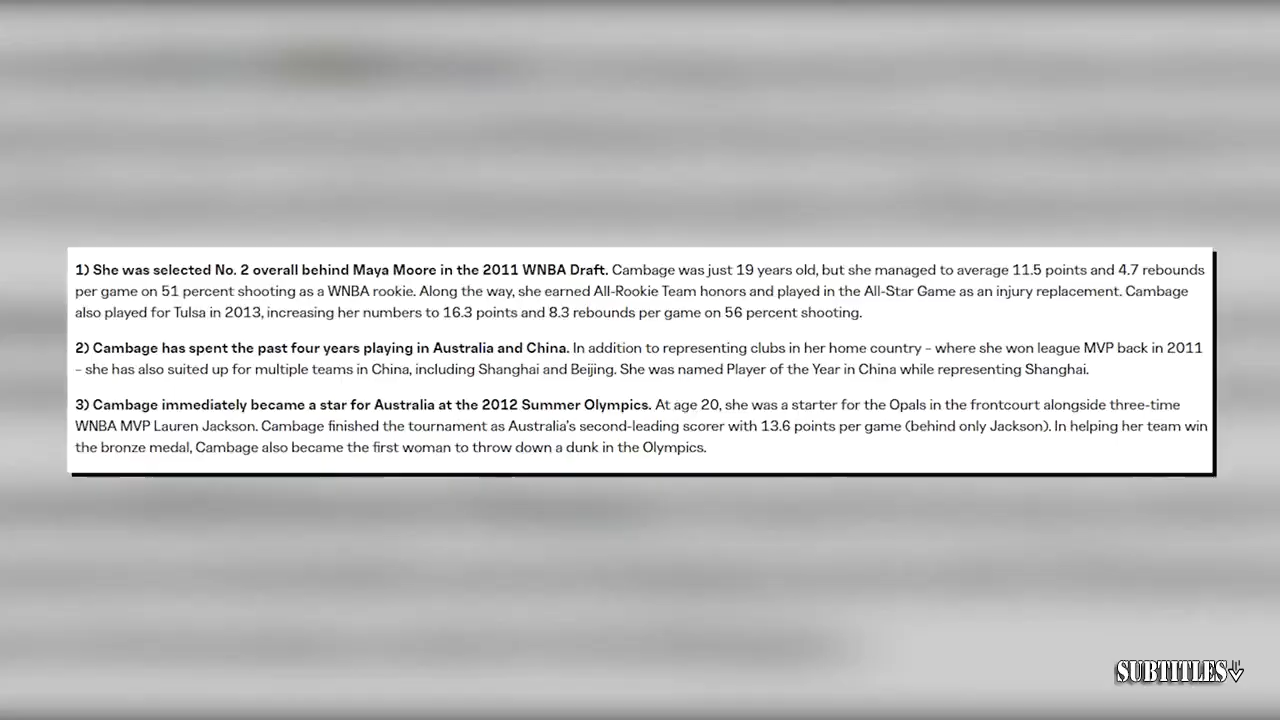 1) She was selected No. 2 overall behind Maya Moore in the 2011 WNBA Draft. Cambage was just 19 years old, but she managed to average 11.5 points and 4.7 rebounds
per game on 51 percent shooting as a WNBA rookie. Along the way, she earned All-Rookie Team honors and played in the All-Star Game as an injury replacement. Cambage
also played for Tulsa in 2013, increasing her numbers to 16.3 points and 8.3 rebounds per game on 56 percent shooting.
2) Cambage has spent the past four years playing in Australia and China. In addition to representing clubs in her home country – where she won league MVP back in 2011
– she has also suited up for multiple teams in China, including Shanghai and Beijing. She was named Player of the Year in China while representing Shanghai.
3) Cambage immediately became a star for Australia at the 2012 Summer Olympics. At age 20, she was a starter for the Opals in the frontcourt alongside three-time
WNBA MVP Lauren Jackson. Cambage finished the tournament as Australia's second-leading scorer with 13.6 points per game (behind only Jackson). In helping her team win
the bronze medal, Cambage also became the first woman to throw down a dunk in the Olympics.
SUBTITLES